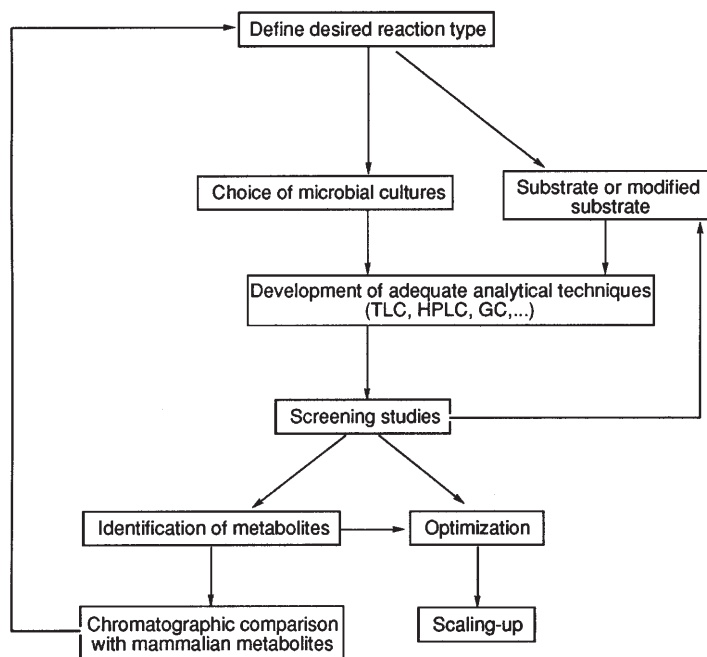 Define desired reaction type
Choice of microbial cultures
Substrate or modified
substrate
Development of adequate analytical techniques
(TLC, HPLC, GC,...)
Screening studies
Identification of metabolites
Optimization
Chromatographic comparison
with mammalian metabolites
Scaling-up